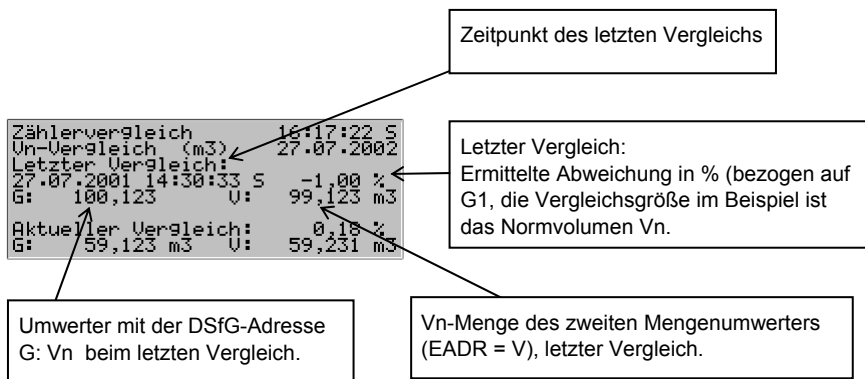 Zeitpunkt des letzten Vergleichs
Zählervergleich 16:17:22 S
Vn-Vergleich (m3) 27.07.2002
Letzter Vergleich:
27.07.2001 14:30:33 S -1,00 %
G: 100,123 V: 99,123 m3
Aktueller Vergleich: 0,18 %
G: 59,123 m3 V: 59,231 m3
Letzter Vergleich:
Ermittelte Abweichung in % (bezogen auf
G1, die Vergleichsgröße im Beispiel ist
das Normvolumen Vn.
Umwerter mit der DSfG-Adresse
G: Vn beim letzten Vergleich.
Vn-Menge des zweiten Mengenumwerters
(EADR = V), letzter Vergleich.